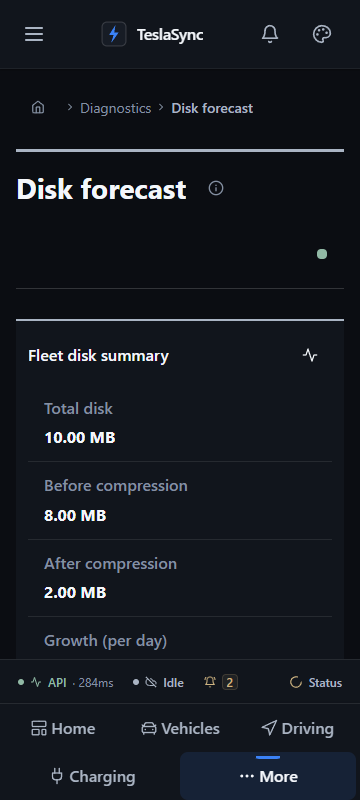 TeslaSync
Diagnostics Disk forecast
Disk forecast
Fleet disk summary
Total disk
10.00 MB
Before compression
8.00 MB
After compression
2.00 MB
Growth (per day)
API · 284ms Idle 2 Status
Home Vehicles Driving
Charging More